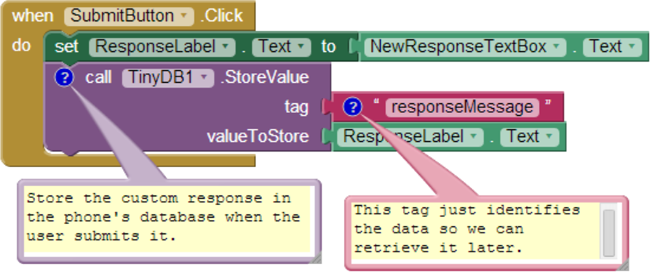 when SubmitButton .Click
do set ResponseLabel . Text to NewResponseTextBox . Text
? call TinyDB1 .StoreValue
tag ? “ responseMessage ”
valueToStore ResponseLabel . Text
Store the custom response in
the phone's database when the
user submits it.
This tag just identifies
the data so we can
retrieve it later.